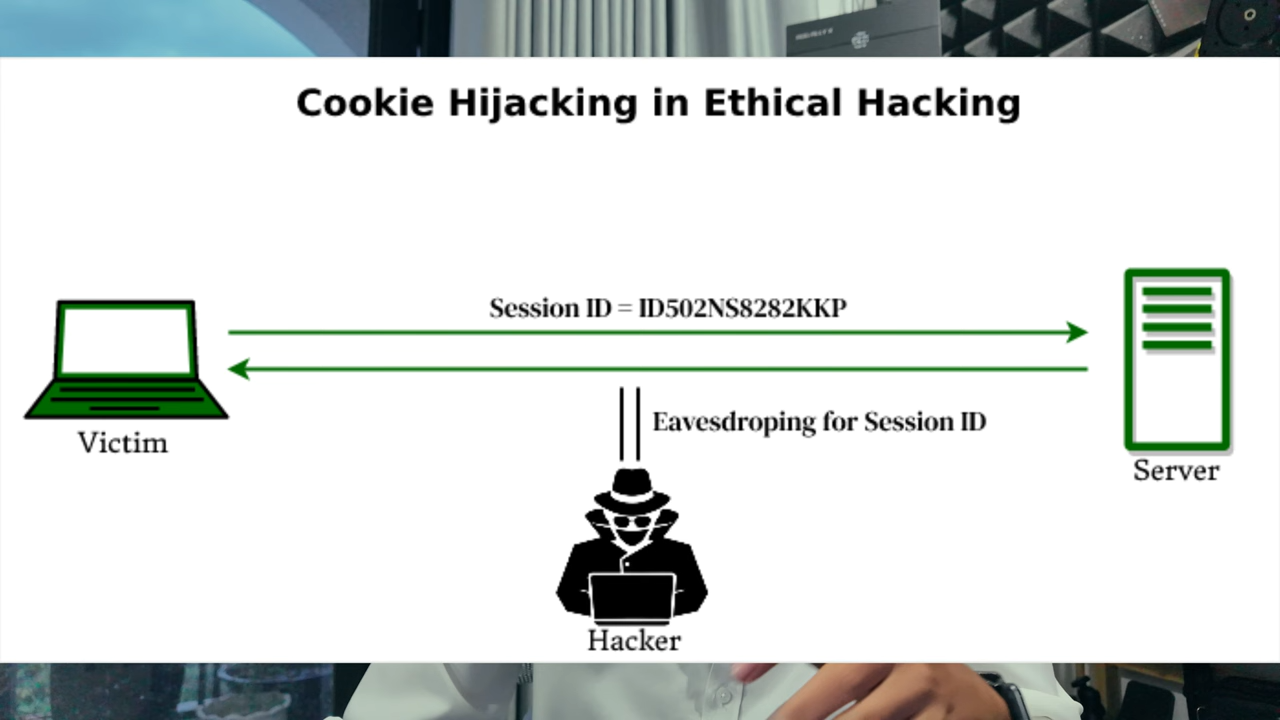 Cookie Hijacking in Ethical Hacking
Session ID = ID502NS8282KKP
Eavesdroping for Session ID
Victim
Server
Hacker